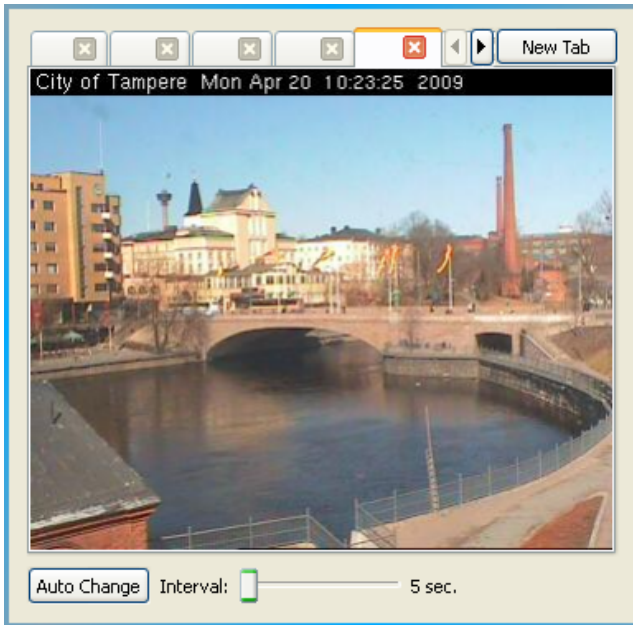 New Tab
City of Tampere Mon Apr 20 10:23:25 2009
Auto Change Interval: 5 sec.